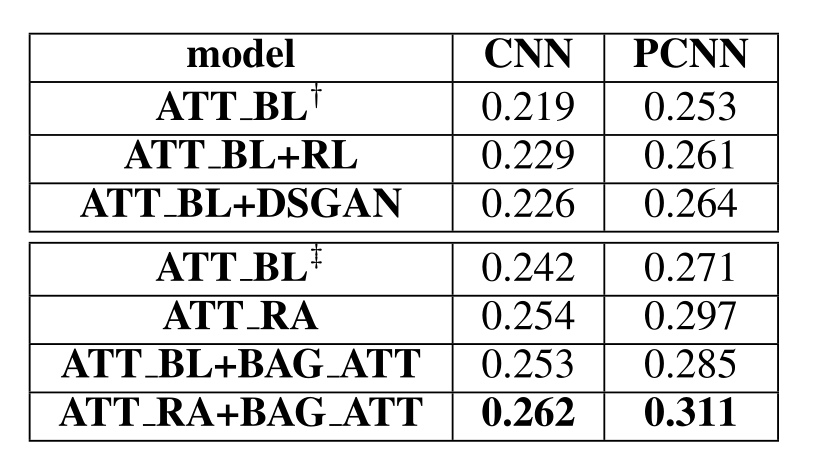 model CNN PCNN
ATT_BL† 0.219 0.253
ATT_BL+RL 0.229 0.261
ATT_BL+DSGAN 0.226 0.264
ATT_BL‡ 0.242 0.271
ATT_RA 0.254 0.297
ATT_BL+BAG_ATT 0.253 0.285
ATT_RA+BAG_ATT 0.262 0.311